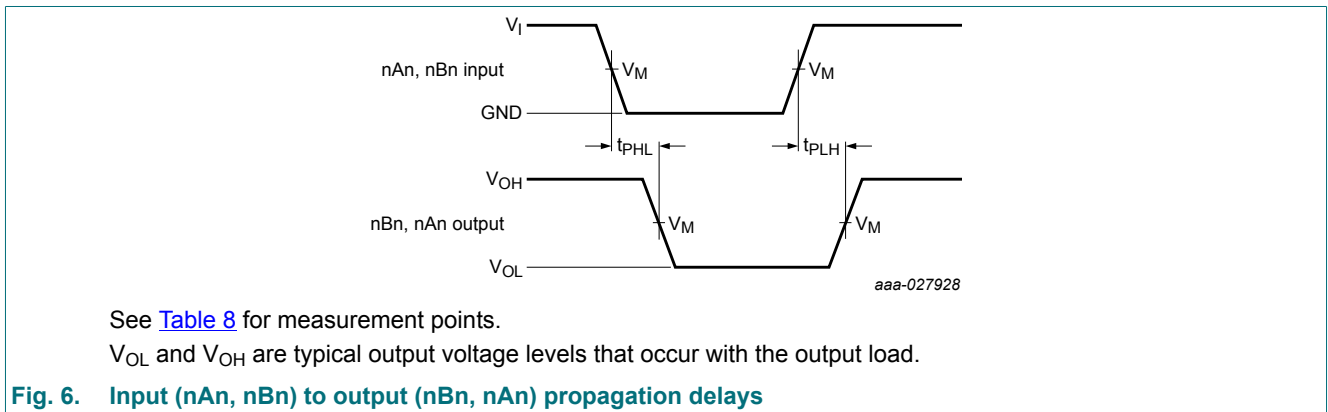 VI
nAn, nBn input
VM
VM
GND
tPHL
tPLH
VOH
nBn, nAn output
VM
VM
VOL
aaa-027928
See Table 8 for measurement points.
VOL and VOH are typical output voltage levels that occur with the output load.
Fig. 6. Input (nAn, nBn) to output (nBn, nAn) propagation delays